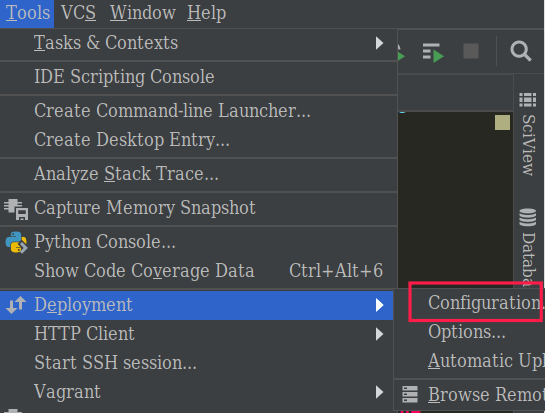 Tools VCS Window Help
Tasks & Contexts
IDE Scripting Console
Create Command-line Launcher...
Create Desktop Entry...
Analyze Stack Trace...
Capture Memory Snapshot
Python Console...
Show Code Coverage Data Ctrl+Alt+6
Deployment
HTTP Client
Start SSH session...
Vagrant
Configuration.
Options...
Automatic Upl
Browse Remot
SciView
Databa